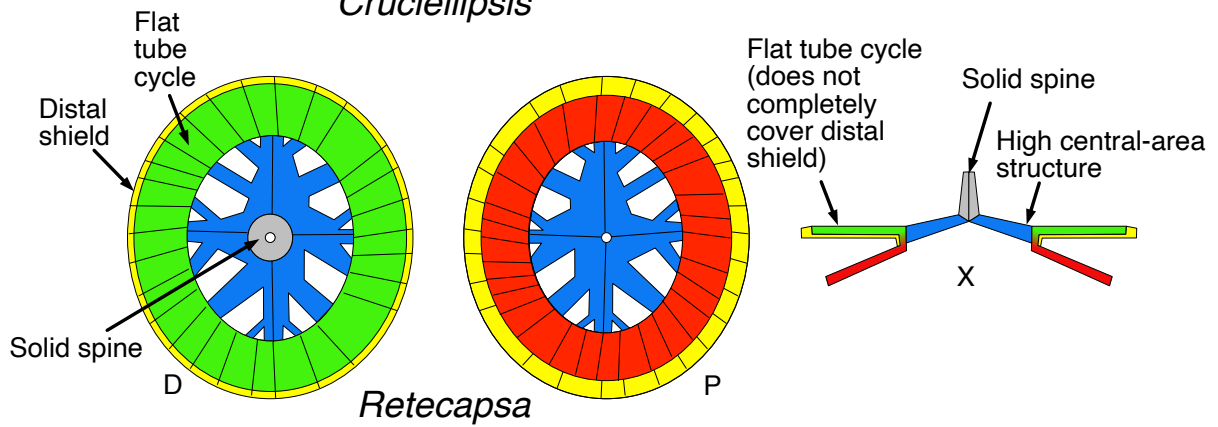 Cruciellipsis
Flat
tube
cycle
Distal
shield
Solid spine
D
Retecapsa
P
Flat tube cycle
(does not
completely
cover distal
shield)
Solid spine
High central-area
structure
X